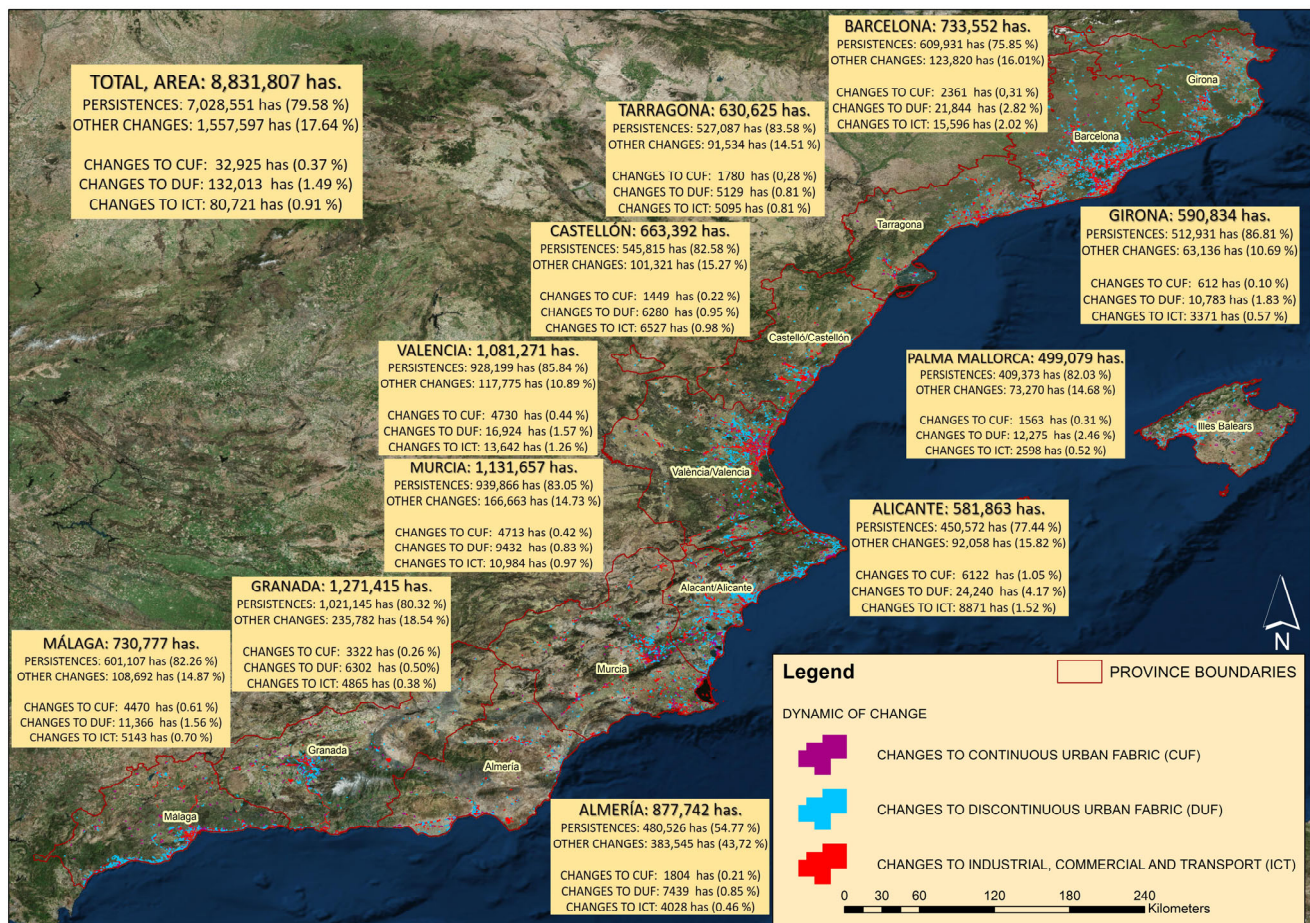 TOTAL, AREA: 8,831,807 has.
PERSISTENCES: 7,028,551 has (79.58 %)
OTHER CHANGES: 1,557,597 has (17.64 %)
CHANGES TO CUF: 32,925 has (0.37 %)
CHANGES TO DUF: 132,013 has (1.49 %)
CHANGES TO ICT: 80,721 has (0.91 %)
BARCELONA: 733,552 has.
PERSISTENCES: 609,931 has (75.85 %)
OTHER CHANGES: 123,820 has (16.01%)
CHANGES TO CUF: 2361 has (0,31 %)
CHANGES TO DUF: 21,844 has (2.82 %)
CHANGES TO ICT: 15,596 has (2.02 %)
TARRAGONA: 630,625 has.
PERSISTENCES: 527,087 has (83.58 %)
OTHER CHANGES: 91,534 has (14.51 %)
CHANGES TO CUF: 1780 has (0,28 %)
CHANGES TO DUF: 5129 has (0.81 %)
CHANGES TO ICT: 5095 has (0.81 %)
GIRONA: 590,834 has.
PERSISTENCES: 512,931 has (86.81 %)
OTHER CHANGES: 63,136 has (10.69 %)
CHANGES TO CUF: 612 has (0.10 %)
CHANGES TO DUF: 10,783 has (1.83 %)
CHANGES TO ICT: 3371 has (0.57 %)
CASTELLÓN: 663,392 has.
PERSISTENCES: 545,815 has (82.58 %)
OTHER CHANGES: 101,321 has (15.27 %)
CHANGES TO CUF: 1449 has (0.22 %)
CHANGES TO DUF: 6280 has (0.95 %)
CHANGES TO ICT: 6527 has (0.98 %)
VALENCIA: 1,081,271 has.
PERSISTENCES: 928,199 has (85.84 %)
OTHER CHANGES: 117,775 has (10.89 %)
CHANGES TO CUF: 4730 has (0.44 %)
CHANGES TO DUF: 16,924 has (1.57 %)
CHANGES TO ICT: 13,642 has (1.26 %)
PALMA MALLORCA: 499,079 has.
PERSISTENCES: 409,373 has (82.03 %)
OTHER CHANGES: 73,270 has (14.68 %)
CHANGES TO CUF: 1563 has (0.31 %)
CHANGES TO DUF: 12,275 has (2.46 %)
CHANGES TO ICT: 2598 has (0.52 %)
MURCIA: 1,131,657 has.
PERSISTENCES: 939,866 has (83.05 %)
OTHER CHANGES: 166,663 has (14.73 %)
CHANGES TO CUF: 4713 has (0.42 %)
CHANGES TO DUF: 9432 has (0.83 %)
CHANGES TO ICT: 10,984 has (0.97 %)
ALICANTE: 581,863 has.
PERSISTENCES: 450,572 has (77.44 %)
OTHER CHANGES: 92,058 has (15.82 %)
CHANGES TO CUF: 6122 has (1.05 %)
CHANGES TO DUF: 24,240 has (4.17 %)
CHANGES TO ICT: 8871 has (1.52 %)
GRANADA: 1,271,415 has.
PERSISTENCES: 1,021,145 has (80.32 %)
OTHER CHANGES: 235,782 has (18.54 %)
CHANGES TO CUF: 3322 has (0.26 %)
CHANGES TO DUF: 6302 has (0.50%)
CHANGES TO ICT: 4865 has (0.38 %)
MÁLAGA: 730,777 has.
PERSISTENCES: 601,107 has (82.26 %)
OTHER CHANGES: 108,692 has (14.87 %)
CHANGES TO CUF: 4470 has (0.61 %)
CHANGES TO DUF: 11,366 has (1.56 %)
CHANGES TO ICT: 5143 has (0.70 %)
ALMERÍA: 877,742 has.
PERSISTENCES: 480,526 has (54.77 %)
OTHER CHANGES: 383,545 has (43,72 %)
CHANGES TO CUF: 1804 has (0.21 %)
CHANGES TO DUF: 7439 has (0.85 %)
CHANGES TO ICT: 4028 has (0.46 %)
Girona
Barcelona
Tarragona
Castelló/Castellón
València/Valencia
Illes Balears
Alacant/Alicante
Murcia
Granada
Almería
Málaga
N
Legend
PROVINCE BOUNDARIES
DYNAMIC OF CHANGE
CHANGES TO CONTINUOUS URBAN FABRIC (CUF)
CHANGES TO DISCONTINUOUS URBAN FABRIC (DUF)
CHANGES TO INDUSTRIAL, COMMERCIAL AND TRANSPORT (ICT)
0 30 60 120 180 240
Kilometers